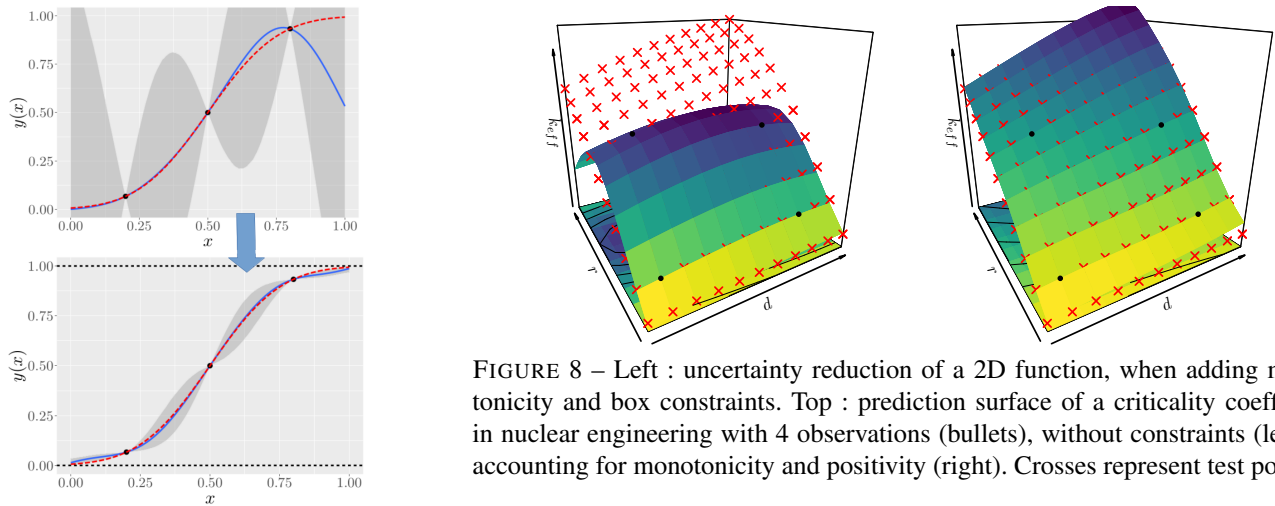 1.00
0.75
0.50
0.25
0.00
y(x)
0.00 0.25 0.50 0.75 1.00
x
1.00
0.75
0.50
0.25
0.00
y(x)
0.00 0.25 0.50 0.75 1.00
x
k_eff
r
d
k_eff
r
d
FIGURE 8 – Left : uncertainty reduction of a 2D function, when adding
tonicity and box constraints. Top : prediction surface of a criticality coeff
in nuclear engineering with 4 observations (bullets), without constraints (le
accounting for monotonicity and positivity (right). Crosses represent test po